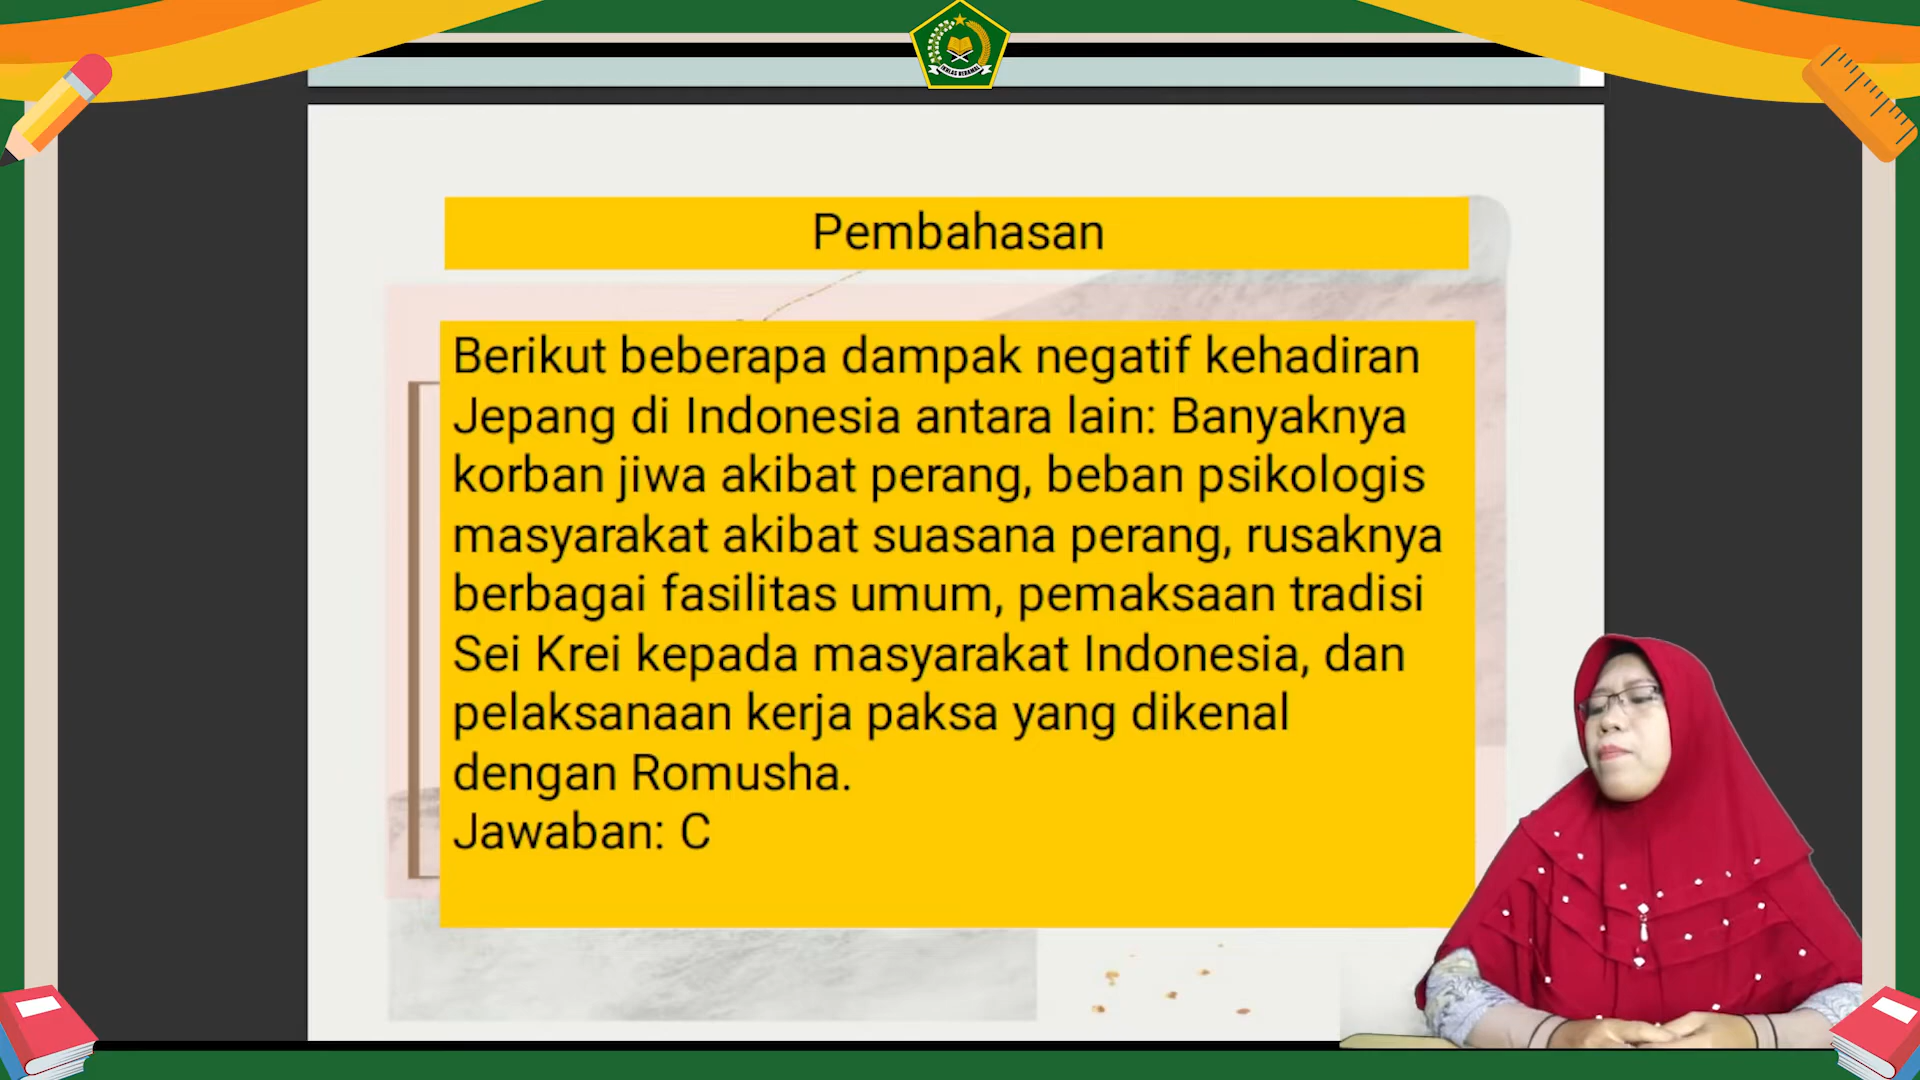 IKHLAS BERAMAL
Pembahasan
Berikut beberapa dampak negatif kehadiran
Jepang di Indonesia antara lain: Banyaknya
korban jiwa akibat perang, beban psikologis
masyarakat akibat suasana perang, rusaknya
berbagai fasilitas umum, pemaksaan tradisi
Sei Krei kepada masyarakat Indonesia, dan
pelaksanaan kerja paksa yang dikenal
dengan Romusha.
Jawaban: C